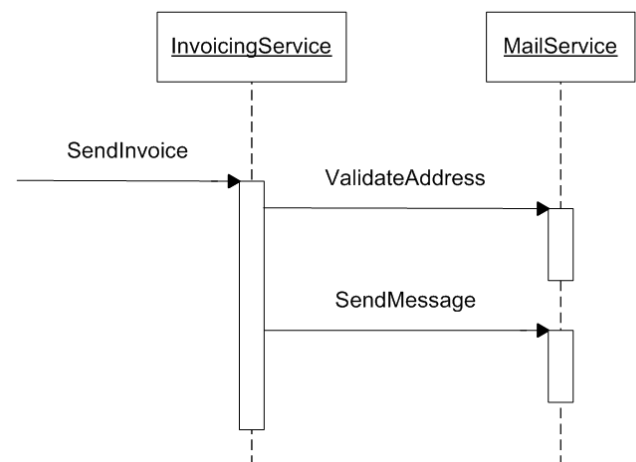 InvoicingService
MailService
SendInvoice
ValidateAddress
SendMessage